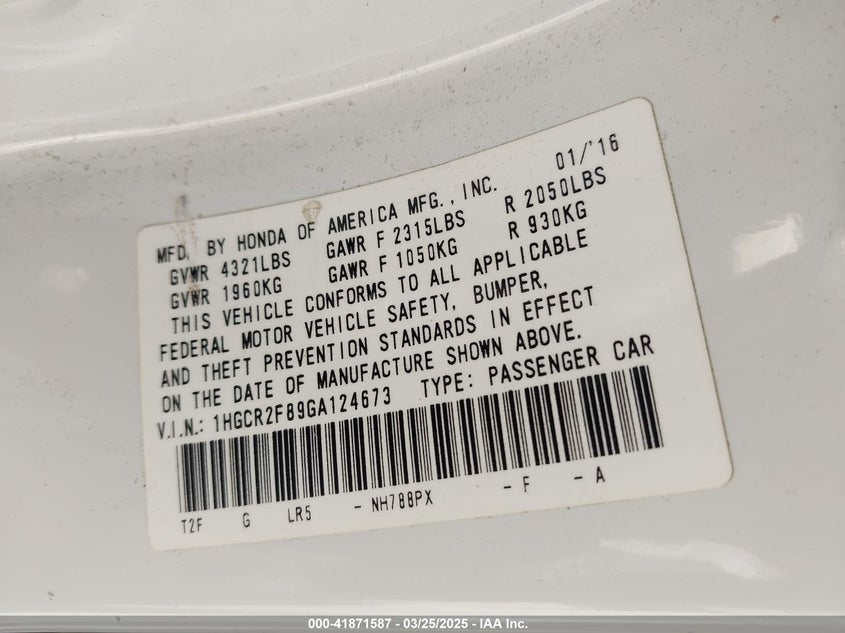 MFD. BY HONDA OF AMERICA MFG., INC. 01/'16
GVWR 4321LBS GAWR F 2315LBS R 2050LBS
GVWR 1960KG GAWR F 1050KG R 930KG
THIS VEHICLE CONFORMS TO ALL APPLICABLE
FEDERAL MOTOR VEHICLE SAFETY, BUMPER,
AND THEFT PREVENTION STANDARDS IN EFFECT
ON THE DATE OF MANUFACTURE SHOWN ABOVE.
V.I.N.: 1HGCR2F89GA124673 TYPE: PASSENGER CAR
T2F G LR5 - NH788PX - F - A
000-41871587 - 03/25/2025 - IAA Inc.